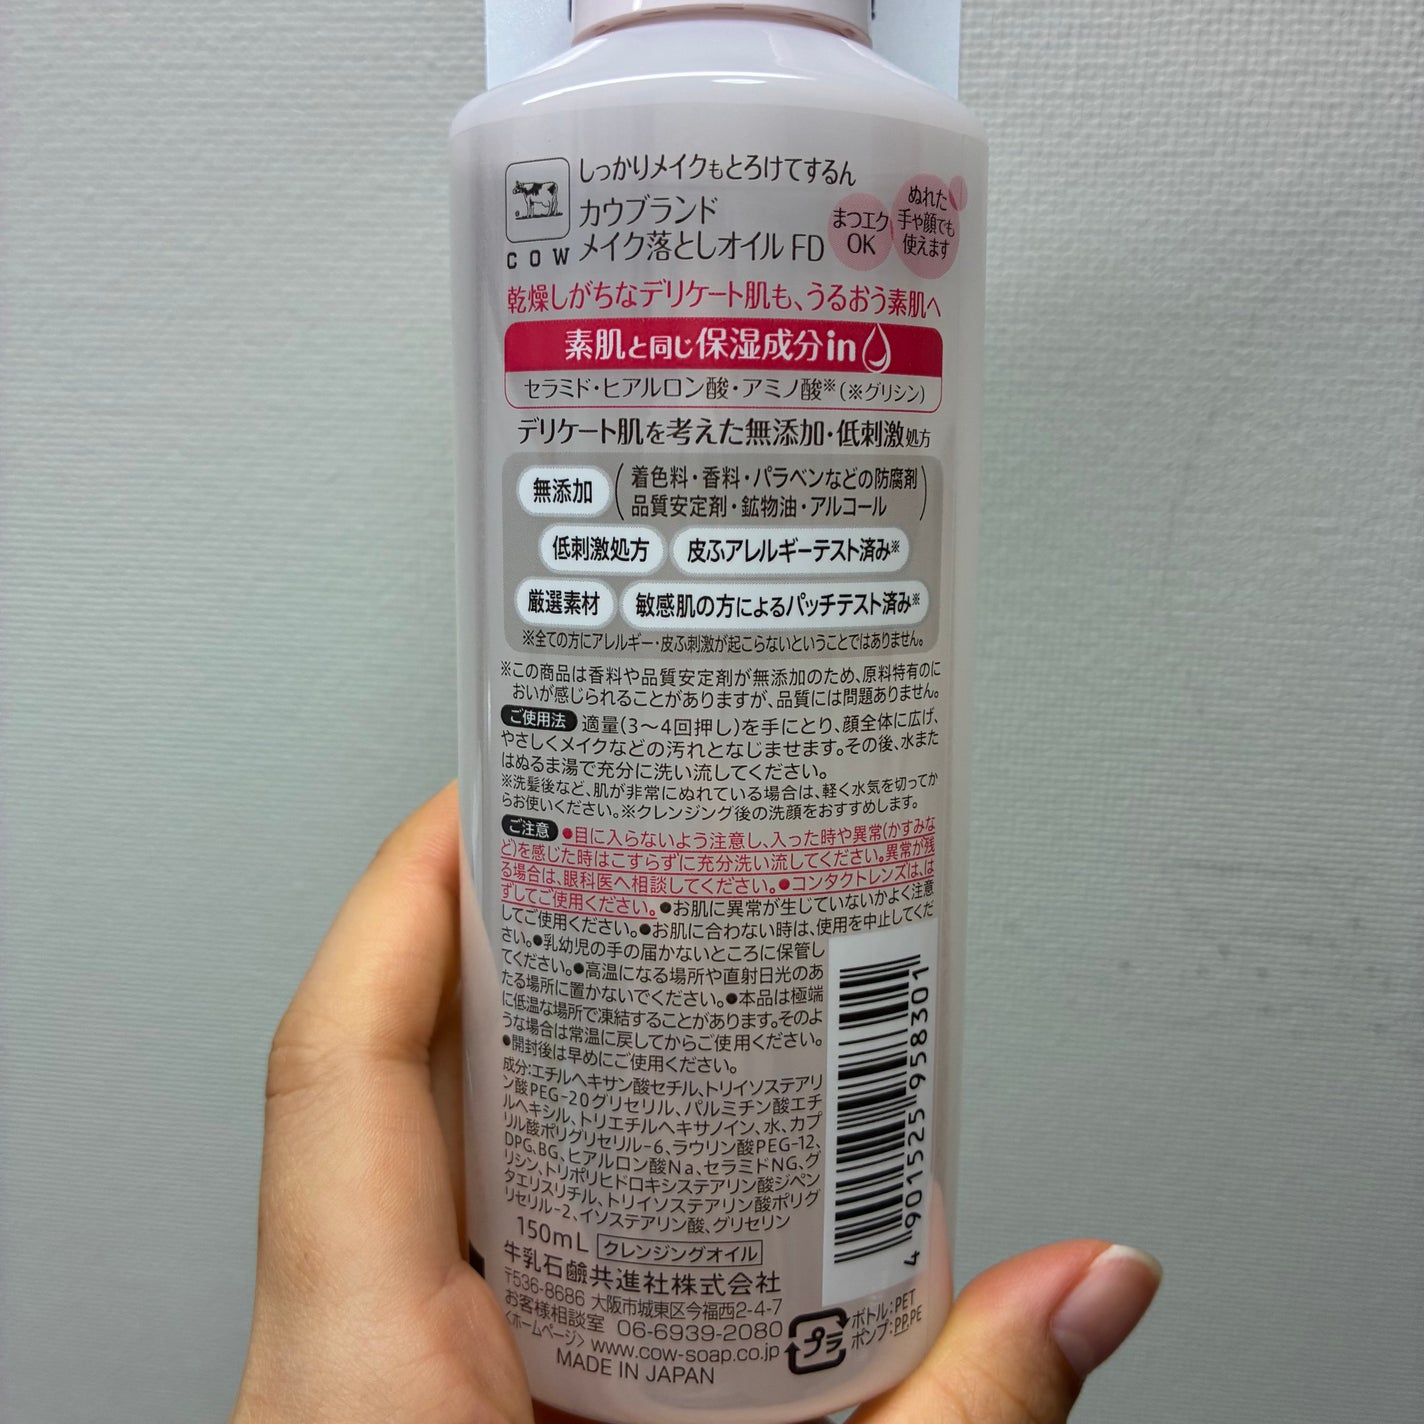 しっかりメイクもとろけてするん
カウブランド
メイク落としオイル FD
COW
まつエク
OK
ぬれた
手や顔でも
使えます
乾燥しがちなデリケート肌も、うるおう素肌へ
素肌と同じ保湿成分in
セラミド・ヒアルロン酸・アミノ酸※(※グリシン)
デリケート肌を考えた無添加・低刺激処方
無添加
着色料・香料・パラベンなどの防腐剤
品質安定剤・鉱物油・アルコール
低刺激処方
皮ふアレルギーテスト済み※
厳選素材
敏感肌の方によるパッチテスト済み※
※全ての方にアレルギー・皮ふ刺激が起こらないということではありません。
※この商品は香料や品質安定剤が無添加のため、原料特有のに
おいが感じられることがありますが、品質には問題ありません。
ご使用法 適量(3～4回押し)を手にとり、顔全体に広げ、
やさしくメイクなどの汚れとなじませます。その後、水また
はぬるま湯で充分に洗い流してください。
※洗髪後など、肌が非常にぬれている場合は、軽く水気を切ってか
らお使いください。※クレンジング後の洗顔をおすすめします。
ご注意 ●目に入らないよう注意し、入った時や異常(かすみな
ど)を感じた時はこすらずに充分洗い流してください。異常が残
る場合は、眼科医へ相談してください。●コンタクトレンズは、は
ずしてご使用ください。●お肌に異常が生じていないかよく注意
してご使用ください。●お肌に合わない時は、使用を中止してくだ
さい。●乳幼児の手の届かないところに保管し
てください。●高温になる場所や直射日光のあ
たる場所に置かないでください。●本品は極端
に低温な場所で凍結することがあります。そのよ
うな場合は常温に戻してからご使用ください。
●開封後は早めにご使用ください。
成分:エチルヘキサン酸セチル、トリイソステアリ
ン酸PEG-20グリセリル、パルミチン酸エチ
ルヘキシル、トリエチルヘキサノイン、水、カプ
リル酸ポリグリセリル-6、ラウリン酸PEG-12、
DPG、BG、ヒアルロン酸Na、セラミドNG、グ
リシン、トリポリヒドロキシステアリン酸ジペン
タエリスリチル、トリイソステアリン酸ポリグ
リセリル-2、イソステアリン酸、グリセリン
150mL クレンジングオイル
牛乳石鹼共進社株式会社
〒536-8686 大阪市城東区今福西2-4-7
お客様相談室 06-6939-2080
〈ホームページ〉 www.cow-soap.co.jp
MADE IN JAPAN
プラ
ボトル:PET
ポンプ:PP,PE
4 901525 958301